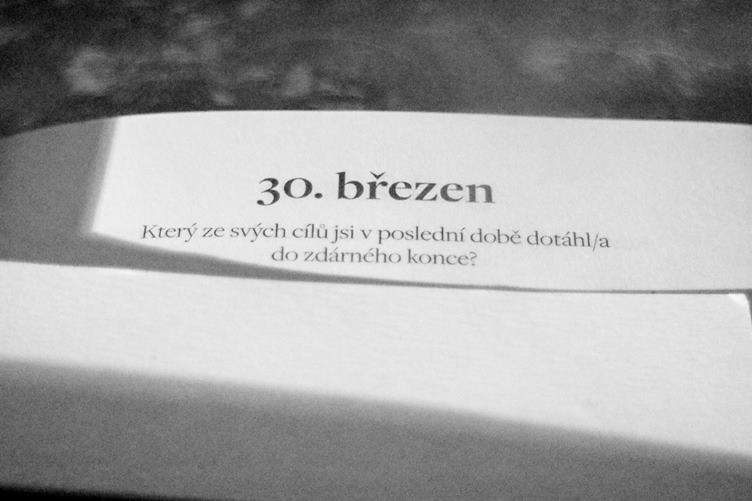 30. březen
Který ze svých cílů jsi v poslední době dotáhl/a
do zdárného konce?